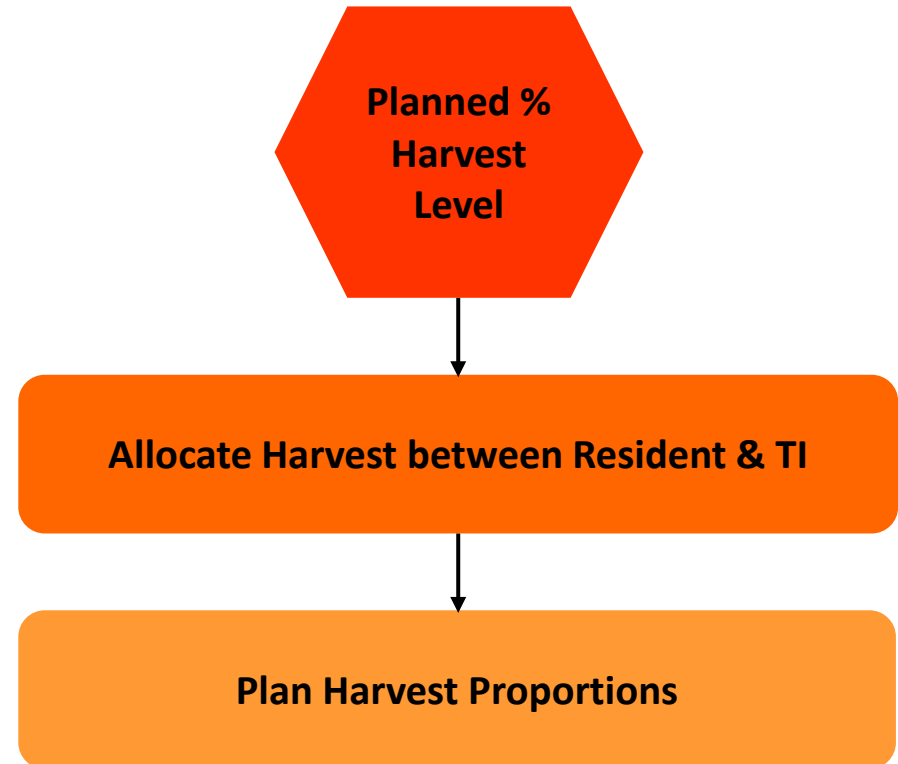 Planned %
Harvest
Level
Allocate Harvest between Resident & TI
Plan Harvest Proportions